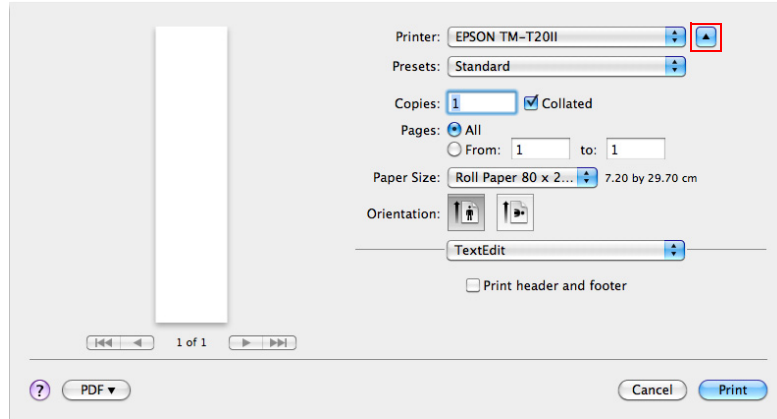 Printer: EPSON TM-T20II
Presets: Standard
Copies: 1 Collated
Pages: All
From: 1 to: 1
Paper Size: Roll Paper 80 x 2... 7.20 by 29.70 cm
Orientation:
TextEdit
Print header and footer
1 of 1
? PDF▼ Cancel Print